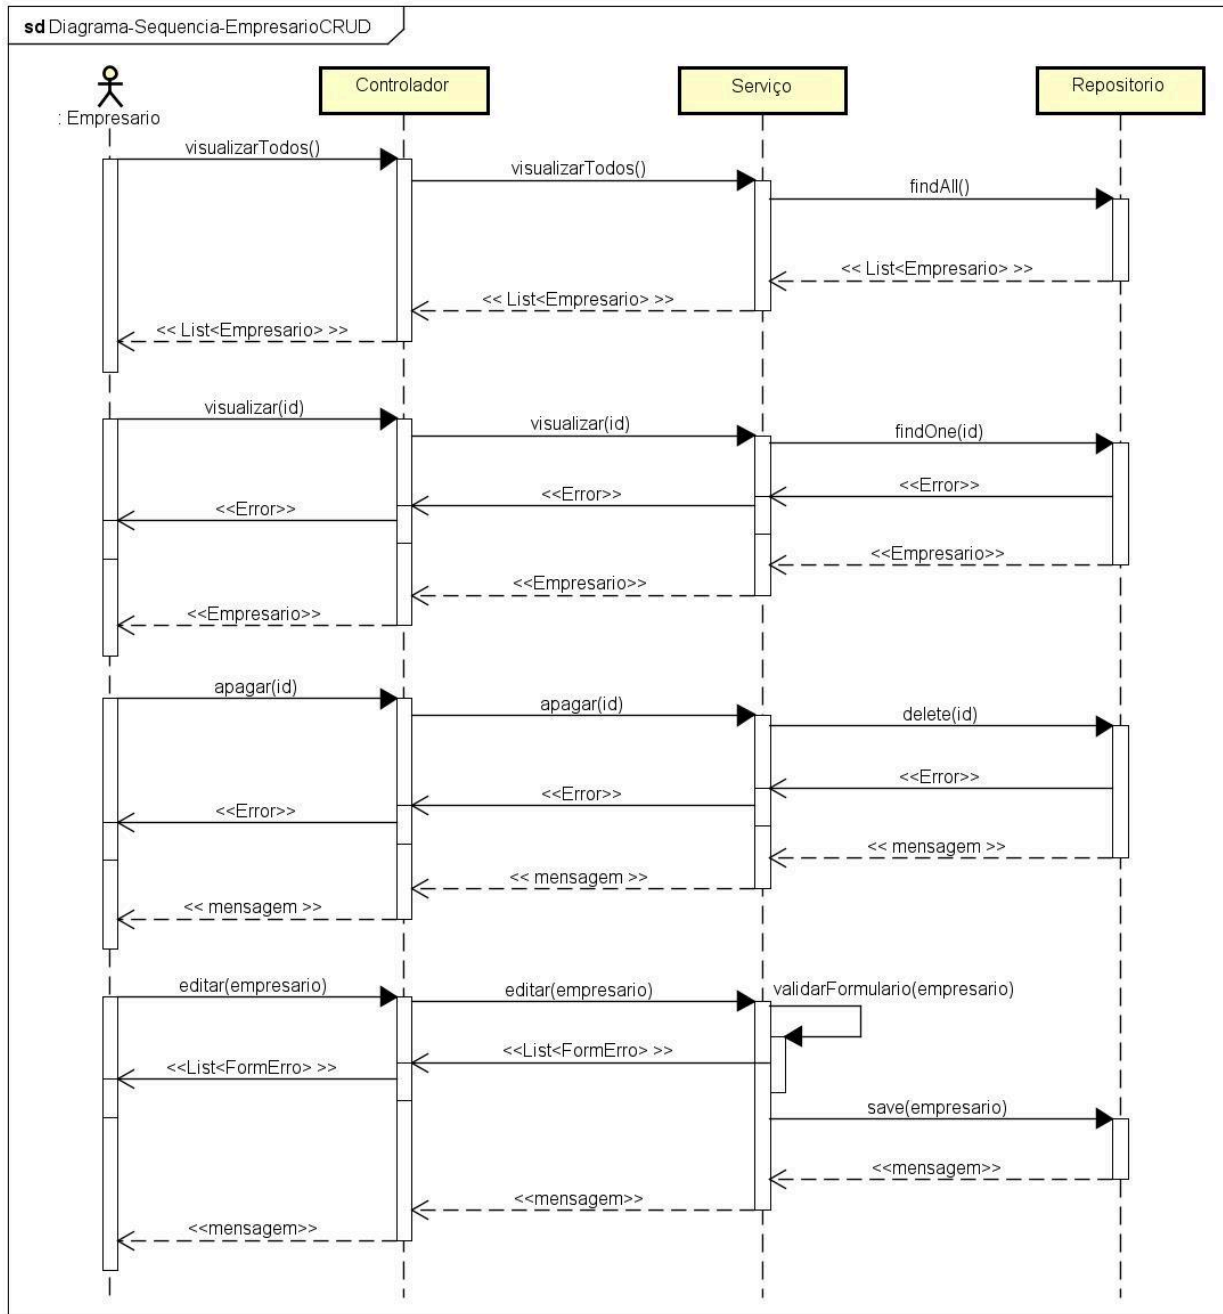 sd Diagrama-Sequencia-EmpresarioCRUD
: Empresario
Controlador
Serviço
Repositorio
visualizarTodos()
visualizarTodos()
findAll()
<< List<Empresario> >>
<< List<Empresario> >>
<< List<Empresario> >>
visualizar(id)
visualizar(id)
findOne(id)
<<Error>>
<<Error>>
<<Error>>
<<Empresario>>
<<Empresario>>
<<Empresario>>
apagar(id)
apagar(id)
delete(id)
<<Error>>
<<Error>>
<<Error>>
<< mensagem >>
<< mensagem >>
<< mensagem >>
editar(empresario)
editar(empresario)
validarFormulario(empresario)
<<List<FormErro> >>
<<List<FormErro> >>
save(empresario)
<<mensagem>>
<<mensagem>>
<<mensagem>>